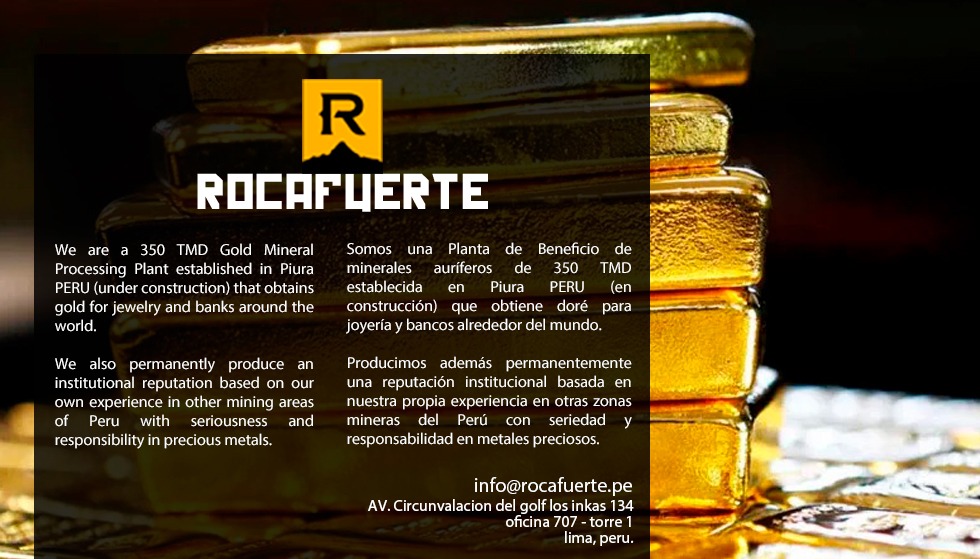 R
ROCAFUERTE
We are a 350 TMD Gold Mineral
Processing Plant established in Piura
PERU (under construction) that obtains
gold for jewelry and banks around the
world.
We also permanently produce an
institutional reputation based on our
own experience in other mining areas
of Peru with seriousness and
responsibility in precious metals.
Somos una Planta de Beneficio de
minerales auríferos de 350 TMD
establecida en Piura PERU (en
construcción) que obtiene doré para
joyería y bancos alrededor del mundo.
Producimos además permanentemente
una reputación institucional basada en
nuestra propia experiencia en otras zonas
mineras del Perú con seriedad y
responsabilidad en metales preciosos.
info@rocafuerte.pe
AV. Circunvalacion del golf los inkas 134
oficina 707 - torre 1
lima, peru.